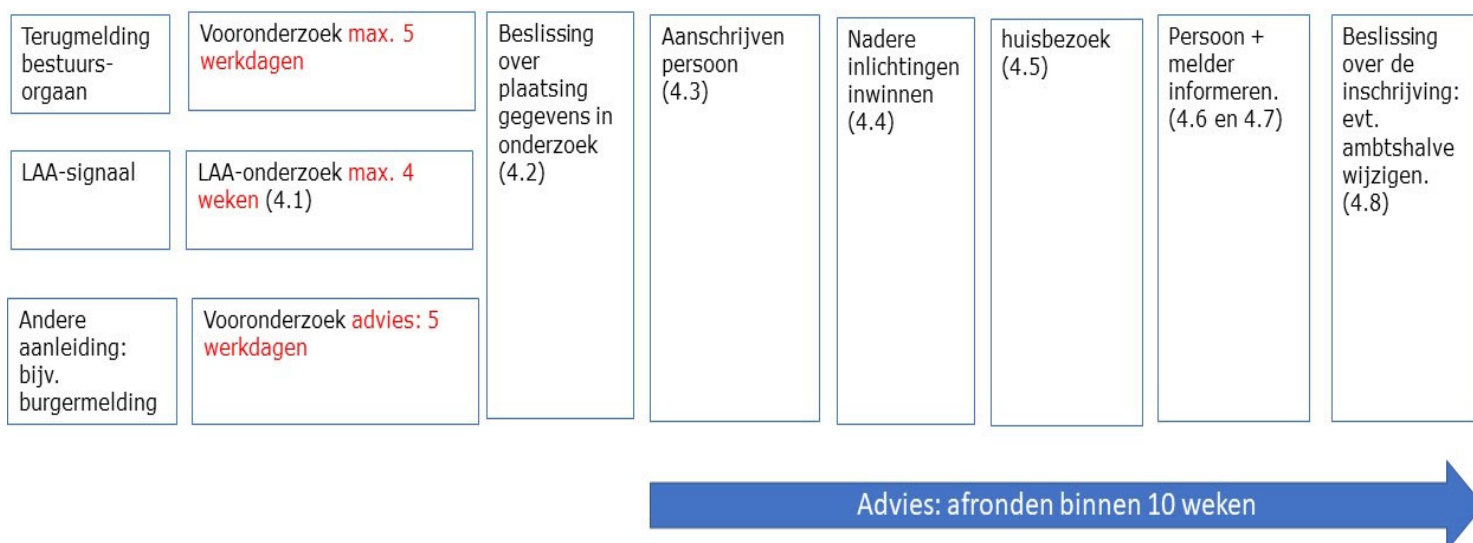 Terugmelding
bestuurs-
orgaan
Vooronderzoek max. 5
werkdagen
LAA-signaal
LAA-onderzoek max. 4
weken (4.1)
Andere
aanleiding:
bijv.
burgermelding
Vooronderzoek advies: 5
werkdagen
Beslissing
over
plaatsing
gegevens in
onderzoek
(4.2)
Aanschrijven
persoon
(4.3)
Nadere
inlichtingen
inwinnen
(4.4)
huisbezoek
(4.5)
Persoon +
melder
informeren.
(4.6 en 4.7)
Beslissing
over de
inschrijving:
evt.
ambtshalve
wijzigen.
(4.8)
Advies: afronden binnen 10 weken